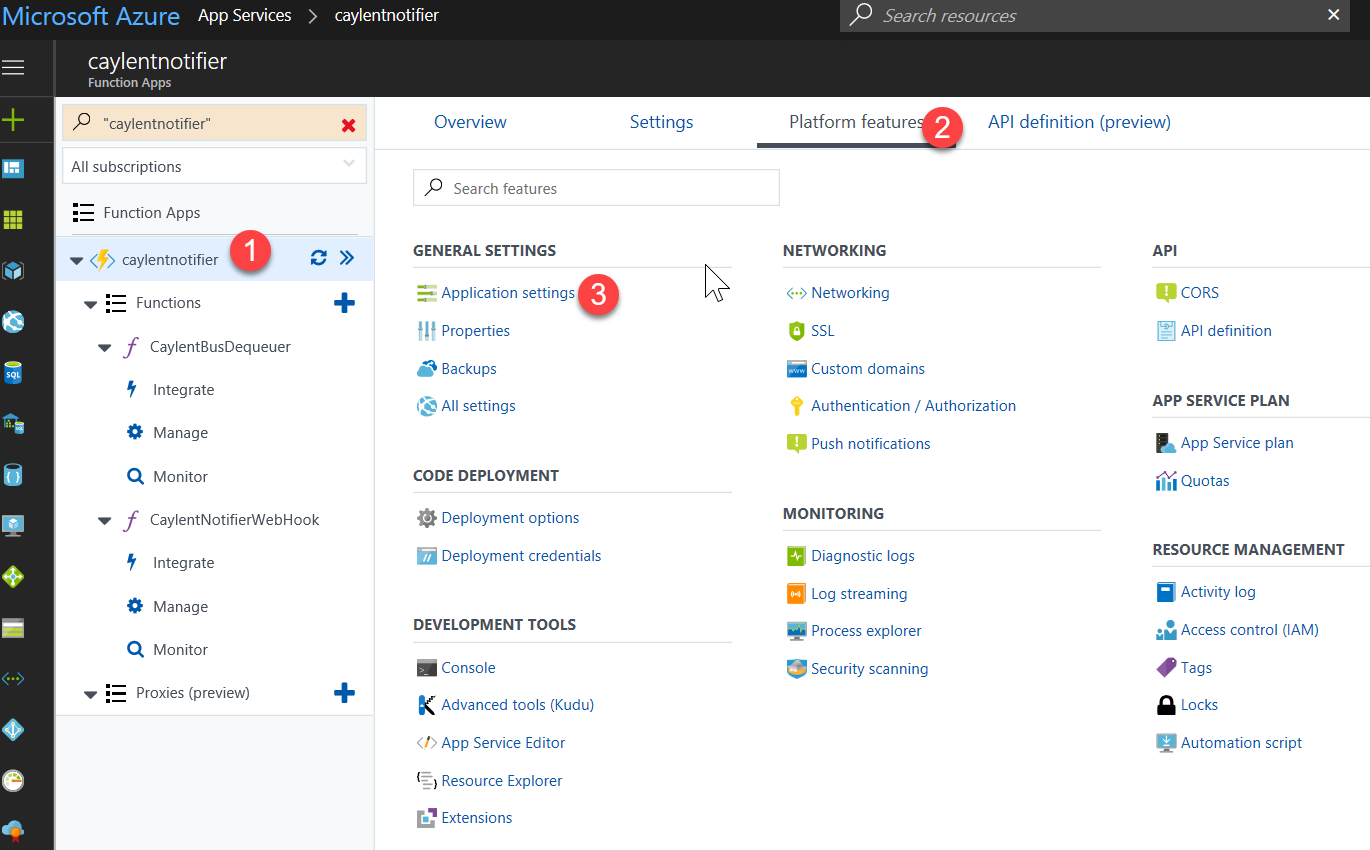 Microsoft Azure App Services > caylentnotifier
Search resources
caylentnotifier
Function Apps
"caylentnotifier"
All subscriptions
Function Apps
caylentnotifier 1
Functions
CaylentBusDequeuer
Integrate
Manage
Monitor
CaylentNotifierWebHook
Integrate
Manage
Monitor
Proxies (preview)
Overview
Settings
Platform features 2
API definition (preview)
Search features
GENERAL SETTINGS
Application settings 3
Properties
Backups
All settings
CODE DEPLOYMENT
Deployment options
Deployment credentials
DEVELOPMENT TOOLS
Console
Advanced tools (Kudu)
App Service Editor
Resource Explorer
Extensions
NETWORKING
Networking
SSL
www
Custom domains
Authentication / Authorization
Push notifications
MONITORING
Diagnostic logs
Log streaming
Process explorer
Security scanning
API
CORS
API definition
APP SERVICE PLAN
App Service plan
Quotas
RESOURCE MANAGEMENT
Activity log
Access control (IAM)
Tags
Locks
Automation script
SQL